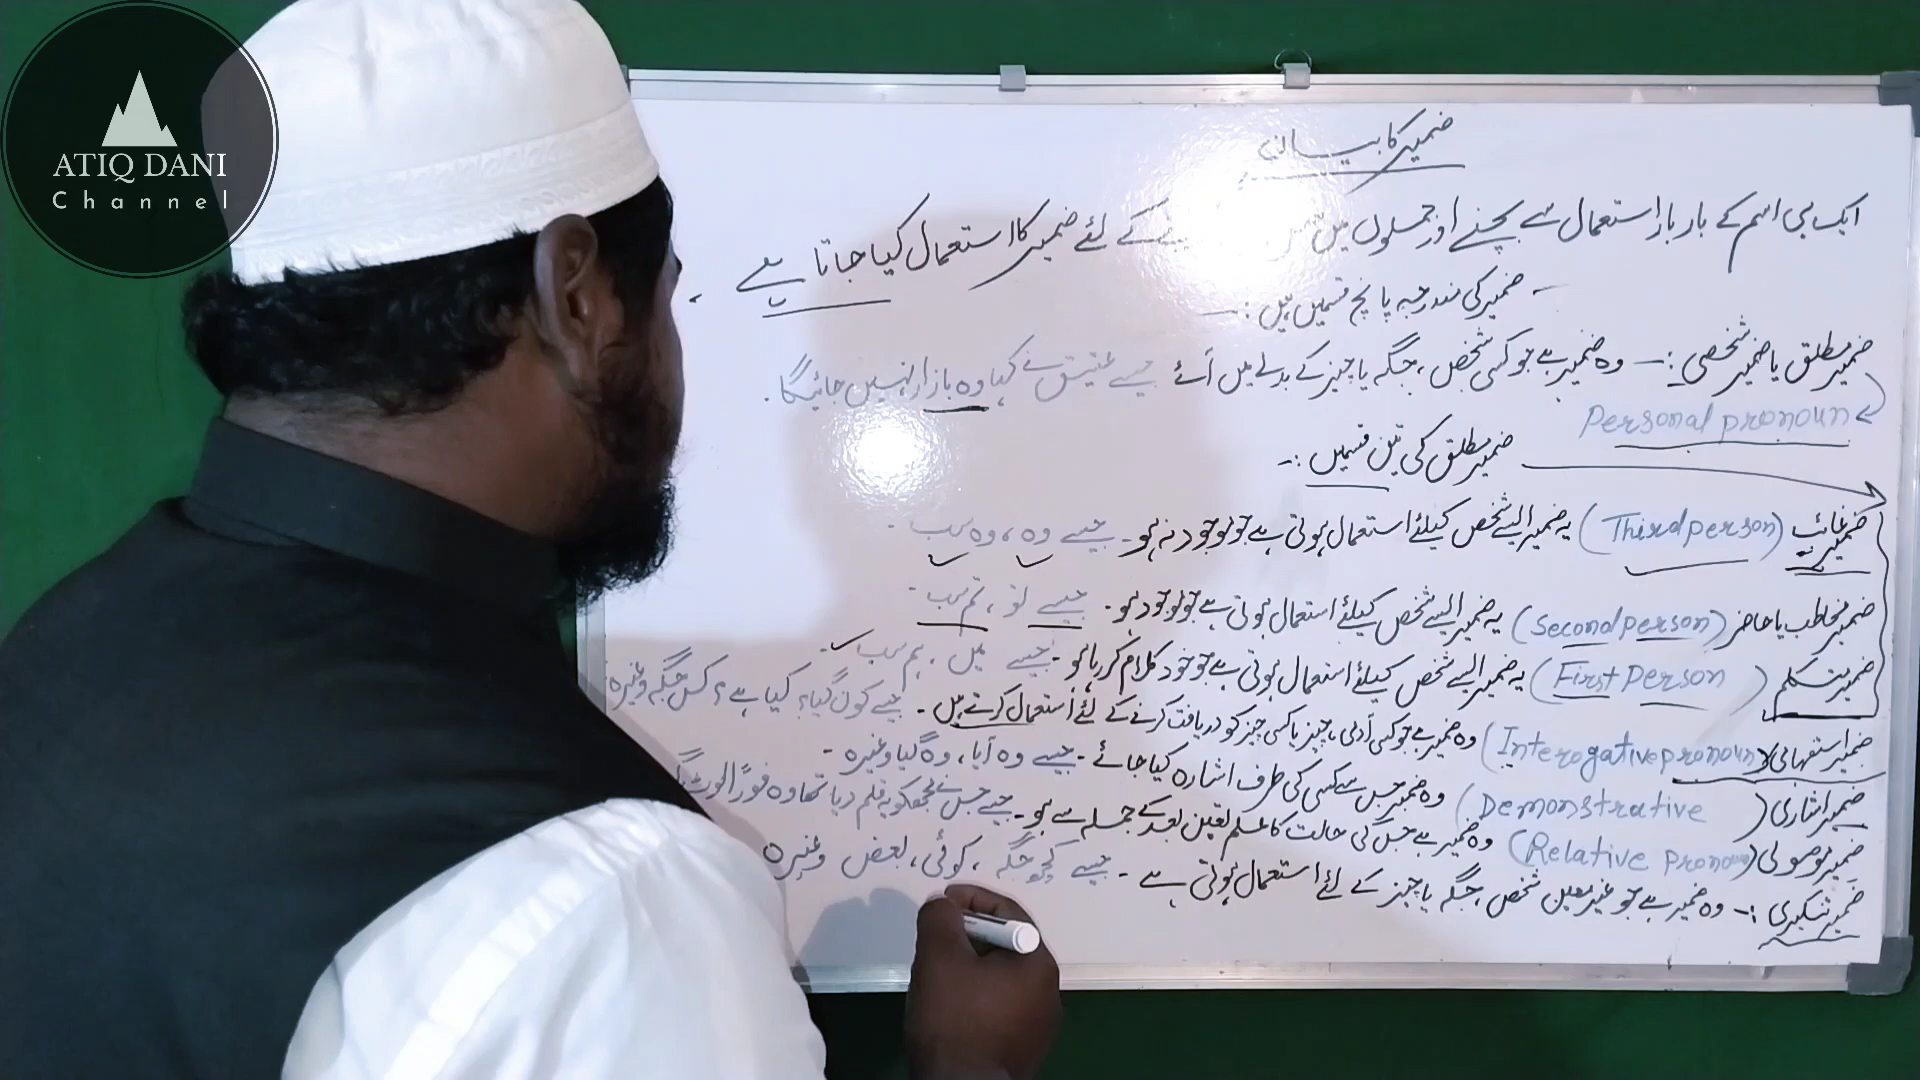 ATIQ DANI
Channel
ضمیر کا بیان
ایک ہی اسم کے بار بار استعمال سے بچنے اور جملوں میں کے لئے ضمیر کا استعمال کیا جاتا ہے ۔
ضمیر کی مندرجہ پانچ قسمیں ہیں :۔
ضمیر مطلق یا ضمیر شخصی :۔ وہ ضمیر ہے جو کسی شخص ، جگہ یا چیز کے بدلے میں آئے جیسے عتیق نے کہا وہ بازار نہیں جائیگا ۔
Personal pronoun
ضمیر مطلق کی تین قسمیں :۔
ضمیر غائب (Third person) یہ ضمیر ایسے شخص کیلئے استعمال ہوتی ہے جو موجود نہ ہو ۔ جیسے وہ ، وہ سب ۔
ضمیر مخاطب یا حاضر (Second person) یہ ضمیر ایسے شخص کیلئے استعمال ہوتی ہے جو موجود ہو ۔ جیسے تو ، تم سب ۔
ضمیر متکلم (First Person) یہ ضمیر ایسے شخص کیلئے استعمال ہوتی ہے جو خود کلام کر رہا ہو ۔ جیسے میں ، ہم سب ۔
ضمیر استفہامی (Interogative pronoun) وہ ضمیر ہے جو کسی آدمی ، چیز یا کسی چیز کو دریافت کرنے کے لئے استعمال کرتے ہیں ۔ جیسے کون گیا ؟ کیا ہے ؟ کس جگہ وغیرہ
ضمیر اشاری (Demonstrative) وہ ضمیر جس سے کسی کی طرف اشارہ کیا جائے ۔ جیسے وہ آیا ، وہ گیا وغیرہ ۔
ضمیر موصولی (Relative pronoun) وہ ضمیر ہے جس کی حالت کا علم تعین بعد کے جملہ سے ہو ۔ جیسے جس نے مجھکو یہ قلم دیا تھا وہ فوراً لوٹ گیا
ضمیر تنکیری :۔ وہ ضمیر ہے جو غیر معین شخص ، جگہ یا چیز کے لئے استعمال ہوتی ہے ۔ جیسے کچھ جگہ ، کوئی ، بعض وغیرہ